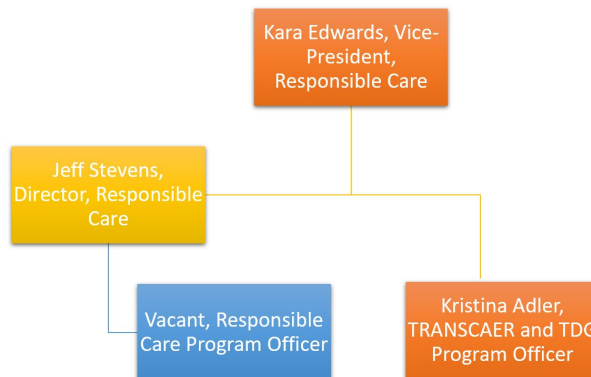 Kara Edwards, Vice-
President,
Responsible Care
Jeff Stevens,
Director, Responsible
Care
Vacant, Responsible
Care Program Officer
Kristina Adler,
TRANSCAER and TDG
Program Officer